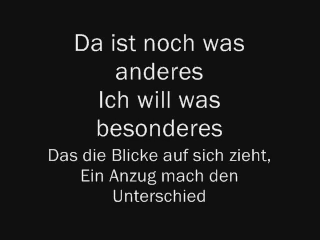 Da ist noch was
anderes
Ich will was
besonderes
Das die Blicke auf sich zieht,
Ein Anzug mach den
Unterschied